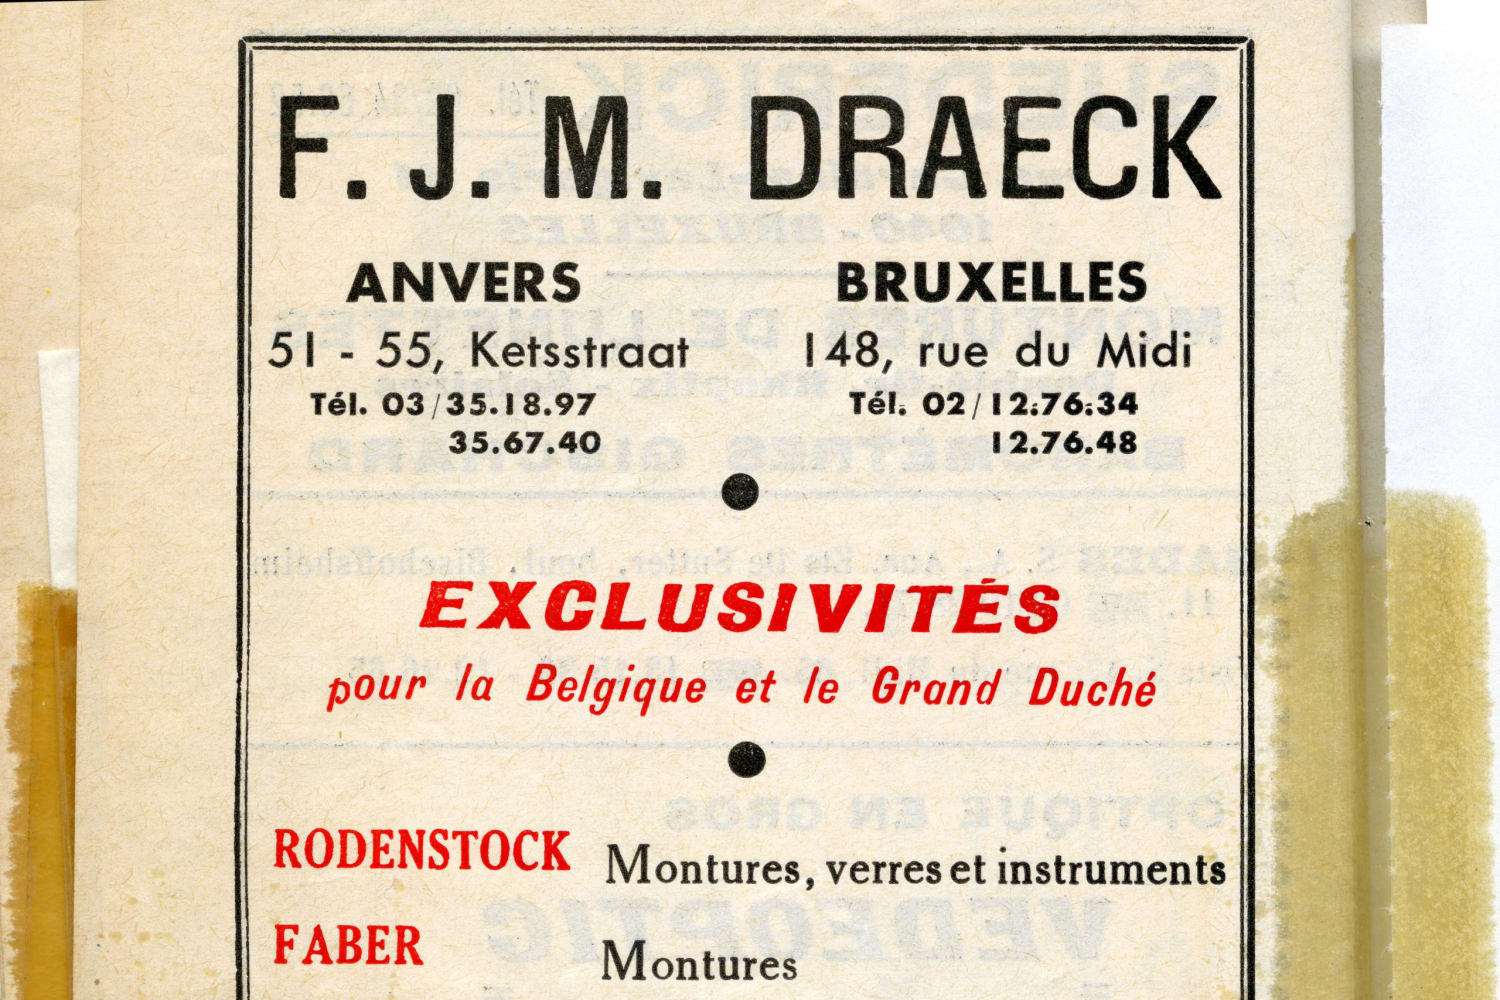 F. J. M. DRAECK
ANVERS
51 - 55, Ketsstraat
Tél. 03/35.18.97
35.67.40
BRUXELLES
148, rue du Midi
Tél. 02/12.76.34
12.76.48
EXCLUSIVITÉS
pour la Belgique et le Grand Duché
RODENSTOCK Montures, verres et instruments
FABER Montures